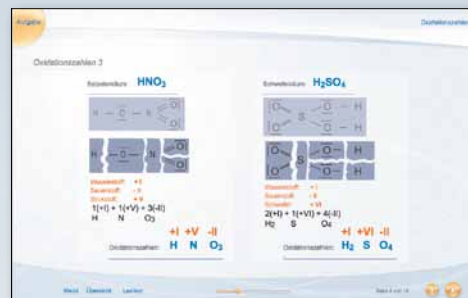 Aufgabe
Oxidationszahlen
Oxidationszahlen 3
Salpetersäure: HNO3
H — O — N O O
H — O — N O O
Wasserstoff: +I
Sauerstoff: -II
Stickstoff: +V
1(+I) + 1(+V) + 3(-II)
H N O3
+I +V -II
Oxidationszahlen: H N O3
Schwefelsäure: H2SO4
O S O — H
O O — H
O S O — H
O O — H
Wasserstoff: +I
Sauerstoff: -II
Schwefel: +VI
2(+I) + 1(+VI) + 4(-II)
H2 S O4
+I +VI -II
Oxidationszahlen: H2 S O4
Menü Übersicht Lexikon